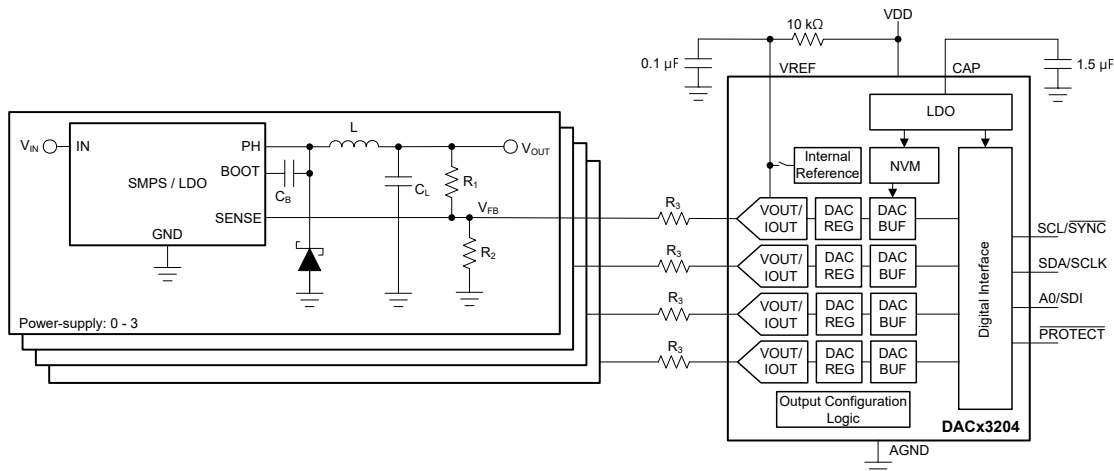 VDD
10 kΩ
0.1 µF
VREF
CAP
1.5 µF
LDO
Internal
Reference
NVM
VIN
IN
PH
L
VOUT
BOOT
SMPS / LDO
CB
CL
R1
SENSE
VFB
GND
R2
Power-supply: 0 - 3
R3
VOUT/
IOUT
DAC
REG
DAC
BUF
R3
VOUT/
IOUT
DAC
REG
DAC
BUF
R3
VOUT/
IOUT
DAC
REG
DAC
BUF
R3
VOUT/
IOUT
DAC
REG
DAC
BUF
Digital Interface
SCL/SYNC
SDA/SCLK
A0/SDI
PROTECT
Output Configuration
Logic
DACx3204
AGND